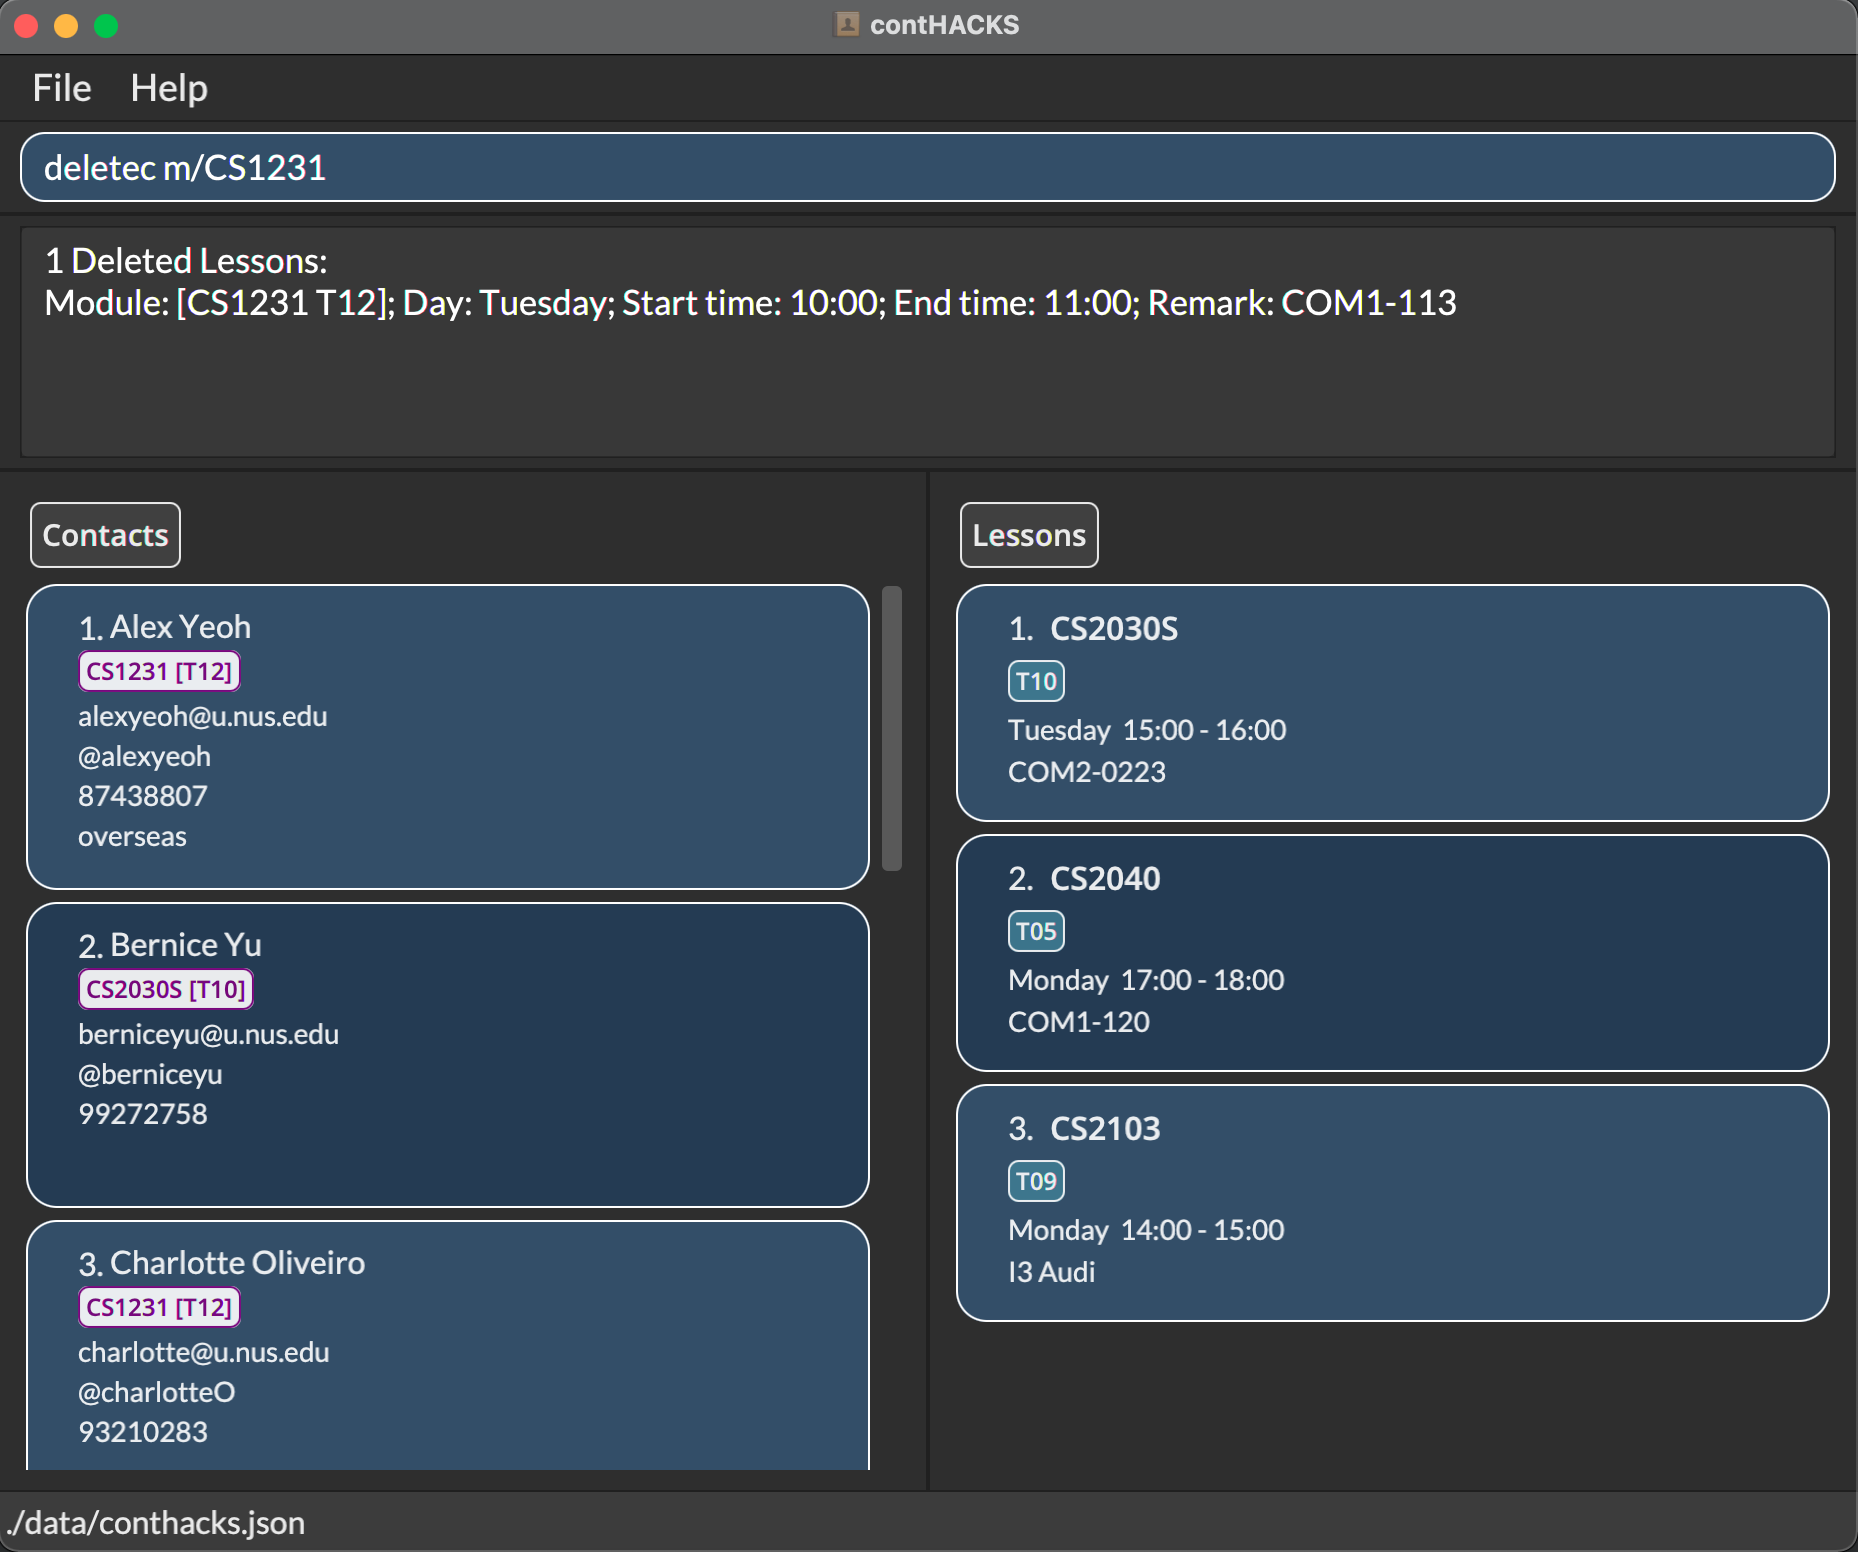 contHACKS
File Help
deletec m/CS1231
1 Deleted Lessons:
Module: [CS1231 T12]; Day: Tuesday; Start time: 10:00; End time: 11:00; Remark: COM1-113
Contacts
1. Alex Yeoh
CS1231 [T12]
alexyeoh@u.nus.edu
@alexyeoh
87438807
overseas
2. Bernice Yu
CS2030S [T10]
berniceyu@u.nus.edu
@berniceyu
99272758
3. Charlotte Oliveiro
CS1231 [T12]
charlotte@u.nus.edu
@charlotteO
93210283
Lessons
1. CS2030S
T10
Tuesday 15:00 - 16:00
COM2-0223
2. CS2040
T05
Monday 17:00 - 18:00
COM1-120
3. CS2103
T09
Monday 14:00 - 15:00
I3 Audi
./data/conthacks.json